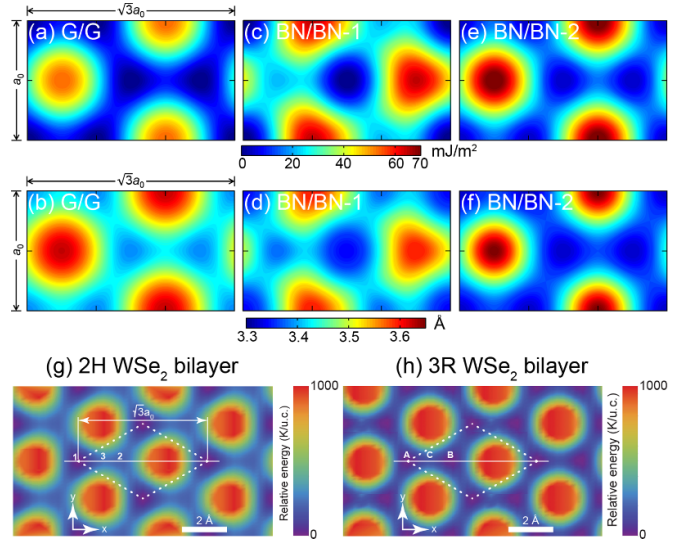 √3a₀
(a) G/G
(c) BN/BN-1
(e) BN/BN-2
a₀
0 20 40 60 70
mJ/m²
√3a₀
(b) G/G
(d) BN/BN-1
(f) BN/BN-2
a₀
3.3 3.4 3.5 3.6
Å
(g) 2H WSe₂ bilayer
(h) 3R WSe₂ bilayer
√3a₀
1 3 2
y
x
2 Å
1000
Relative energy (K/u.c.)
0
A C B
y
x
2 Å
1000
Relative energy (K/u.c.)
0